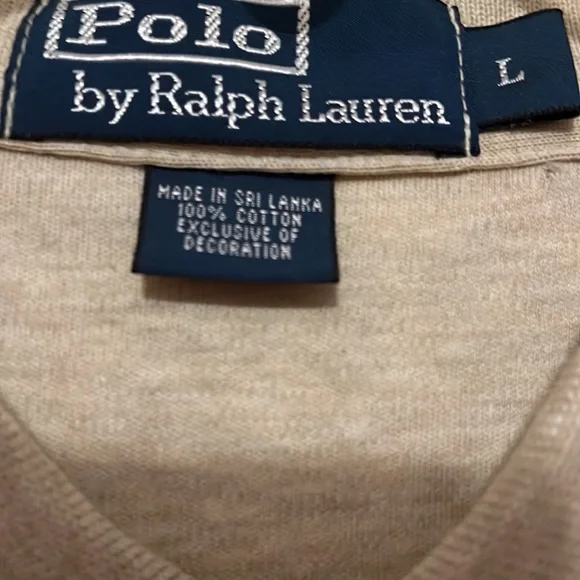 Polo
by Ralph Lauren
L
MADE IN SRI LANKA
100% COTTON
EXCLUSIVE OF
DECORATION